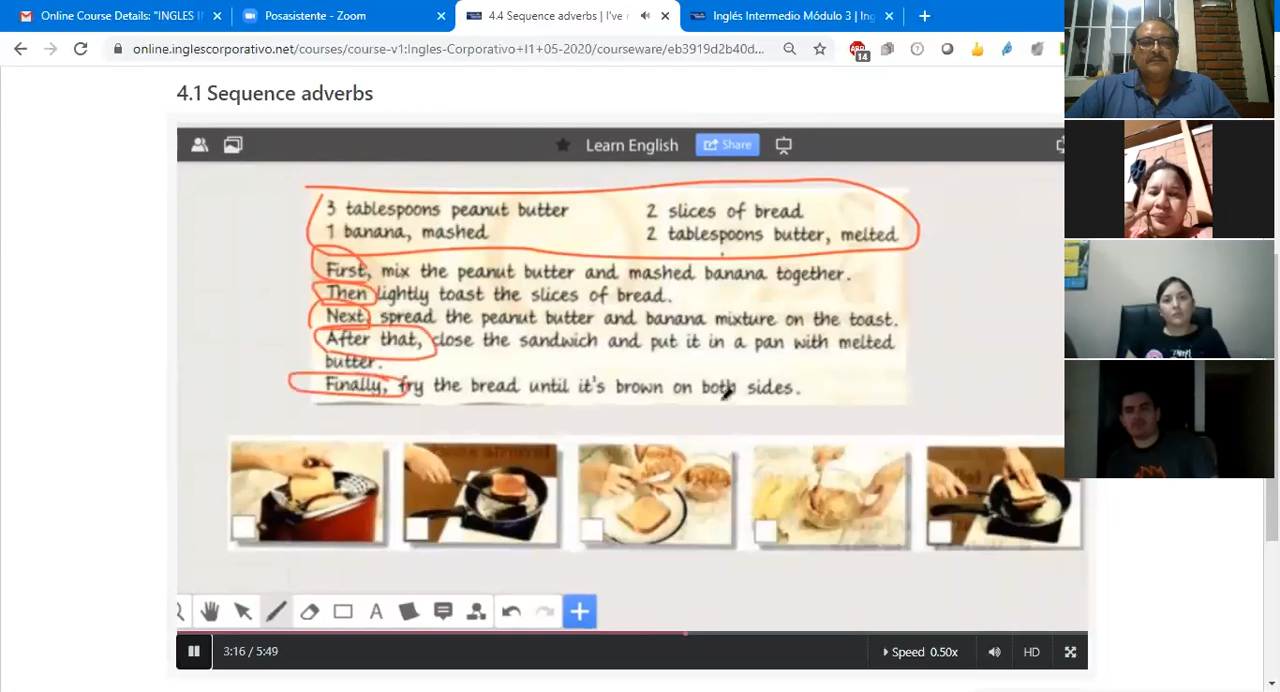 Online Course Details: "INGLES I
Posasistente - Zoom
4.4 Sequence adverbs | I've
Inglés Intermedio Módulo 3 | Ing
online.inglescorporativo.net/courses/course-v1:Ingles-Corporativo+I1+05-2020/courseware/eb3919d2b40d...
14
4.1 Sequence adverbs
Learn English
Share
3 tablespoons peanut butter
2 slices of bread
1 banana, mashed
2 tablespoons butter, melted
First, mix the peanut butter and mashed banana together.
Then lightly toast the slices of bread.
Next, spread the peanut butter and banana mixture on the toast.
After that, close the sandwich and put it in a pan with melted
butter.
Finally, fry the bread until it's brown on both sides.
A
3:16 / 5:49
Speed 0.50x
HD